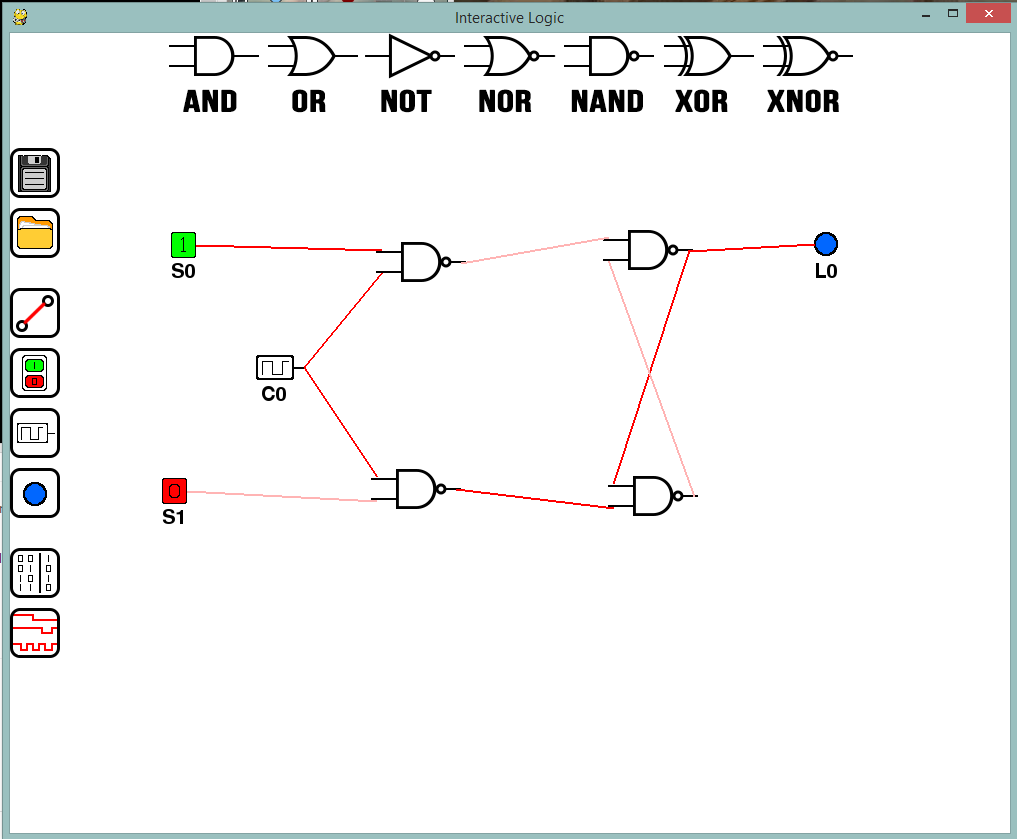 Interactive Logic
AND OR NOT NOR NAND XOR XNOR
1
S0
L0
C0
0
S1